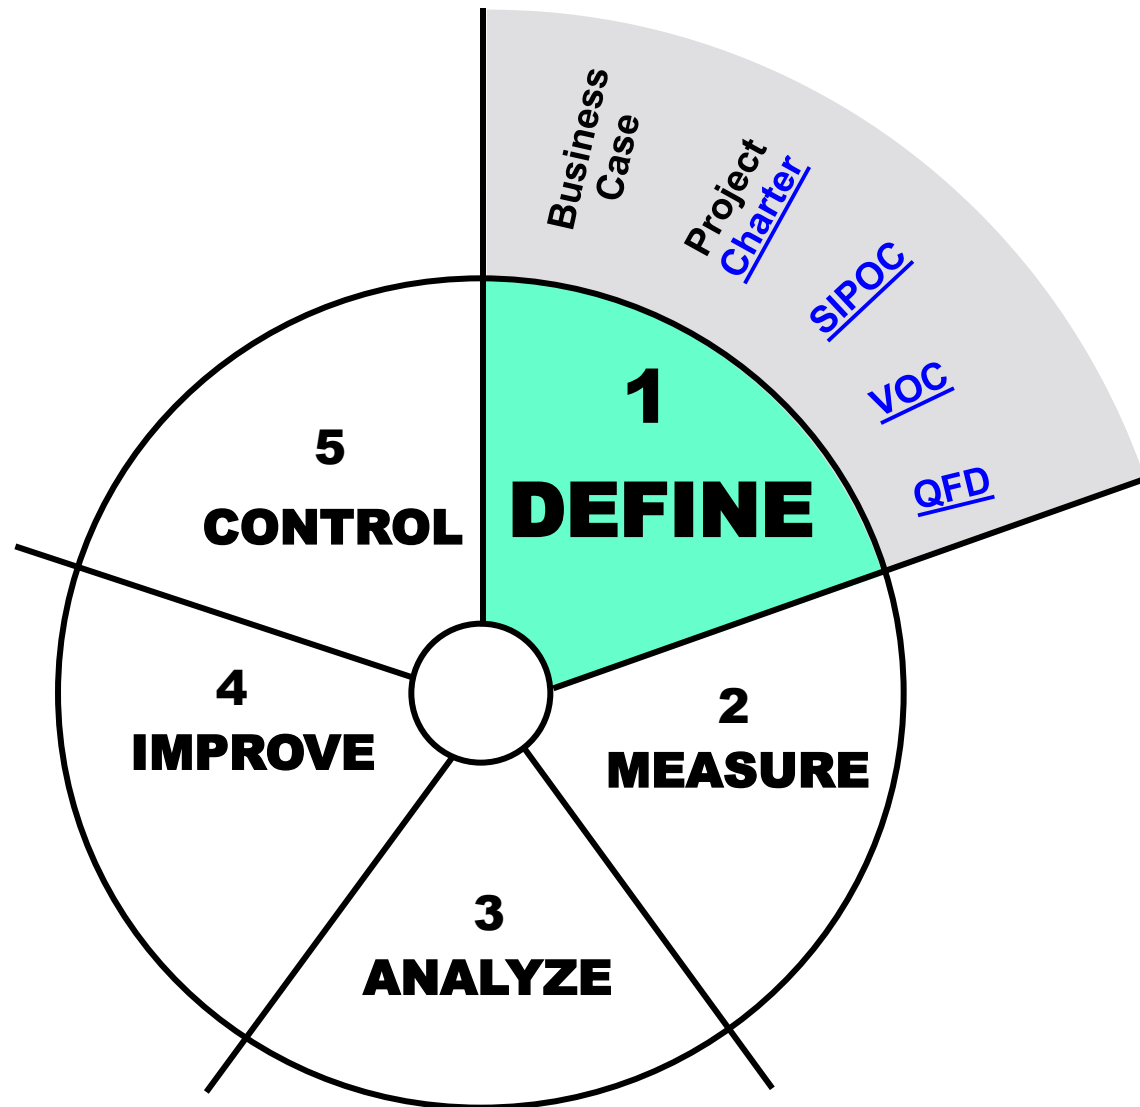 Business
Case
Project
Charter
SIPOC
VOC
QFD
1
DEFINE
2
MEASURE
3
ANALYZE
4
IMPROVE
5
CONTROL